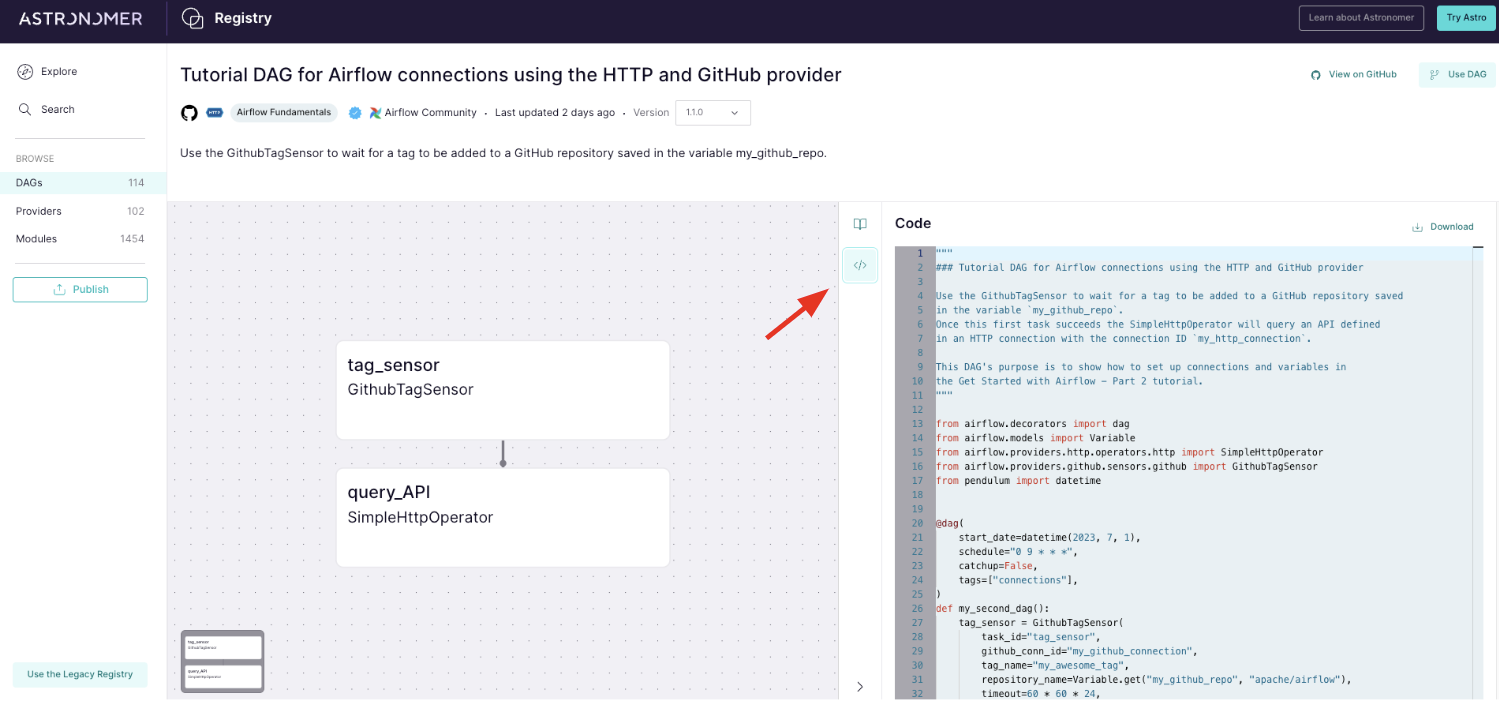 ASTRONOMER
Registry
Learn about Astronomer
Try Astro
Explore
Search
BROWSE
DAGs 114
Providers 102
Modules 1454
Publish
Use the Legacy Registry
Tutorial DAG for Airflow connections using the HTTP and GitHub provider
View on GitHub
Use DAG
HTTP
Airflow Fundamentals
Airflow Community · Last updated 2 days ago · Version 1.1.0
Use the GithubTagSensor to wait for a tag to be added to a GitHub repository saved in the variable my_github_repo.
tag_sensor
GithubTagSensor
query_API
SimpleHttpOperator
tag_sensor
GithubTagSensor
query_API
SimpleHttpOperator
</>
Code
Download
1 """
2 ### Tutorial DAG for Airflow connections using the HTTP and GitHub provider
3
4 Use the GithubTagSensor to wait for a tag to be added to a GitHub repository saved
5 in the variable `my_github_repo`.
6 Once this first task succeeds the SimpleHttpOperator will query an API defined
7 in an HTTP connection with the connection ID `my_http_connection`.
8
9 This DAG's purpose is to show how to set up connections and variables in
10 the Get Started with Airflow - Part 2 tutorial.
11 """
12
13 from airflow.decorators import dag
14 from airflow.models import Variable
15 from airflow.providers.http.operators.http import SimpleHttpOperator
16 from airflow.providers.github.sensors.github import GithubTagSensor
17 from pendulum import datetime
18
19
20 @dag(
21     start_date=datetime(2023, 7, 1),
22     schedule="0 9 * * *",
23     catchup=False,
24     tags=["connections"],
25 )
26 def my_second_dag():
27     tag_sensor = GithubTagSensor(
28         task_id="tag_sensor",
29         github_conn_id="my_github_connection",
30         tag_name="my_awesome_tag",
31         repository_name=Variable.get("my_github_repo", "apache/airflow"),
32         timeout=60 * 60 * 24,